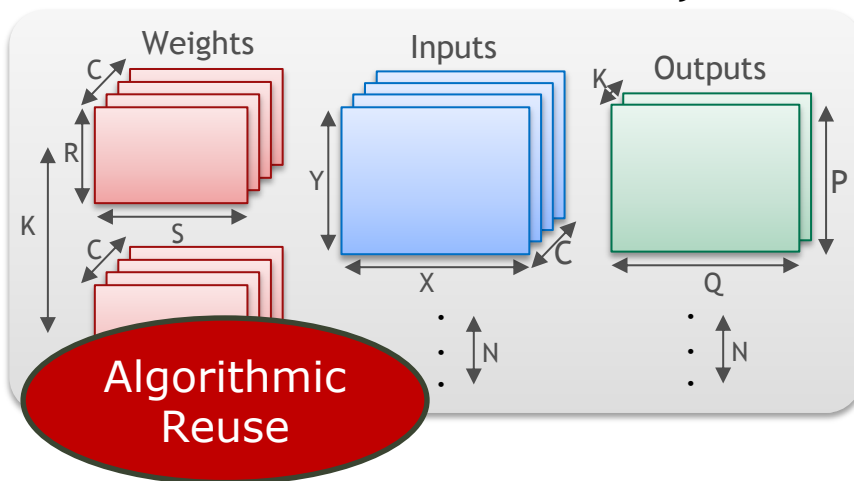 Weights
Inputs
Outputs
C
K
R
Y
P
K
S
C
C
X
Q
N
N
Algorithmic
Reuse